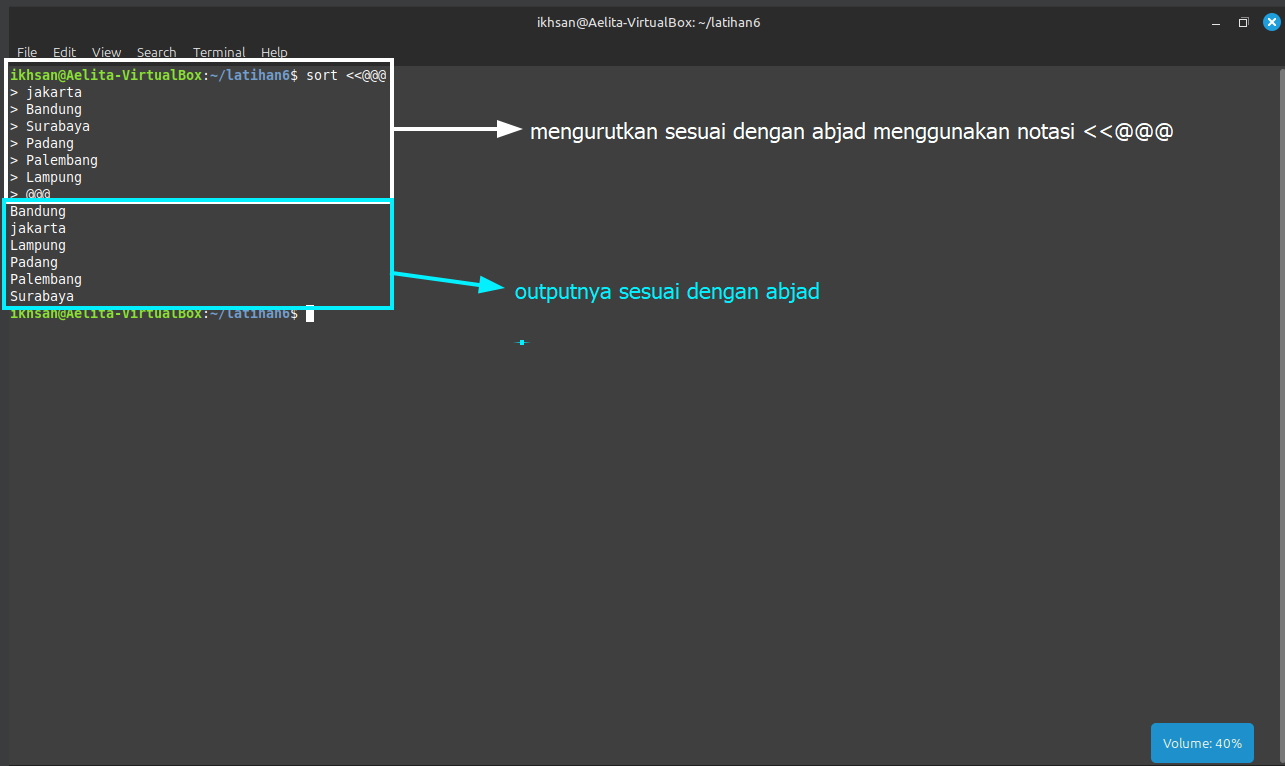 ikhsan@Aelita-VirtualBox: ~/latihan6
File Edit View Search Terminal Help
ikhsan@Aelita-VirtualBox:~/latihan6$ sort <<@@@
> jakarta
> Bandung
> Surabaya
> Padang
> Palembang
> Lampung
> @@@
mengurutkan sesuai dengan abjad menggunakan notasi <<@@@
Bandung
jakarta
Lampung
Padang
Palembang
Surabaya
outputnya sesuai dengan abjad
ikhsan@Aelita-VirtualBox:~/latihan6$
Volume: 40%